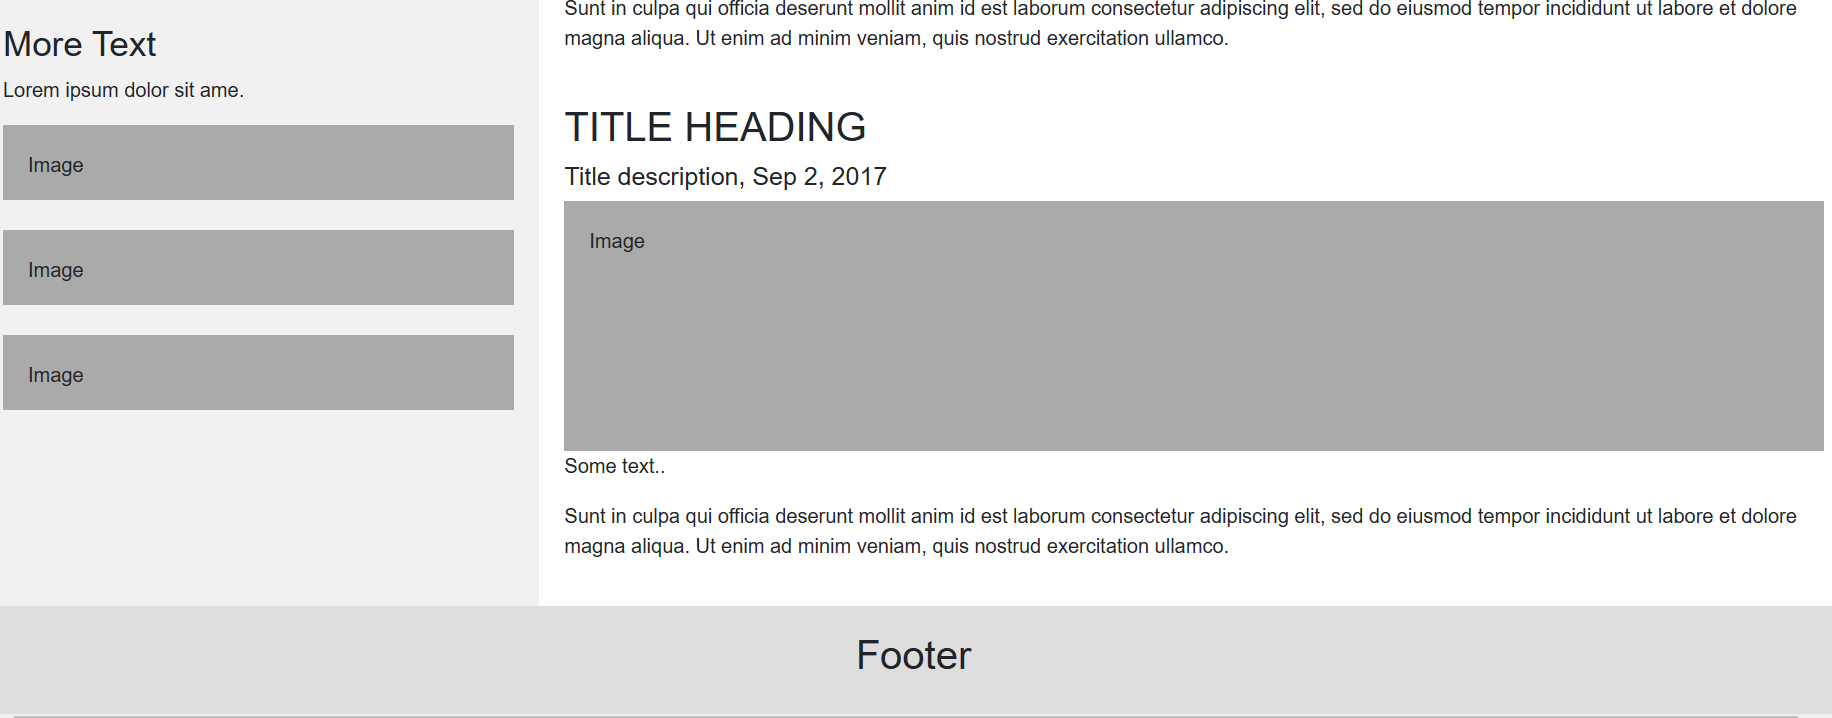 More Text
Lorem ipsum dolor sit ame.
Image
Image
Image
Sunt in culpa qui officia deserunt mollit anim id est laborum consectetur adipiscing elit, sed do eiusmod tempor incididunt ut labore et dolore
magna aliqua. Ut enim ad minim veniam, quis nostrud exercitation ullamco.
TITLE HEADING
Title description, Sep 2, 2017
Image
Some text..
Sunt in culpa qui officia deserunt mollit anim id est laborum consectetur adipiscing elit, sed do eiusmod tempor incididunt ut labore et dolore
magna aliqua. Ut enim ad minim veniam, quis nostrud exercitation ullamco.
Footer